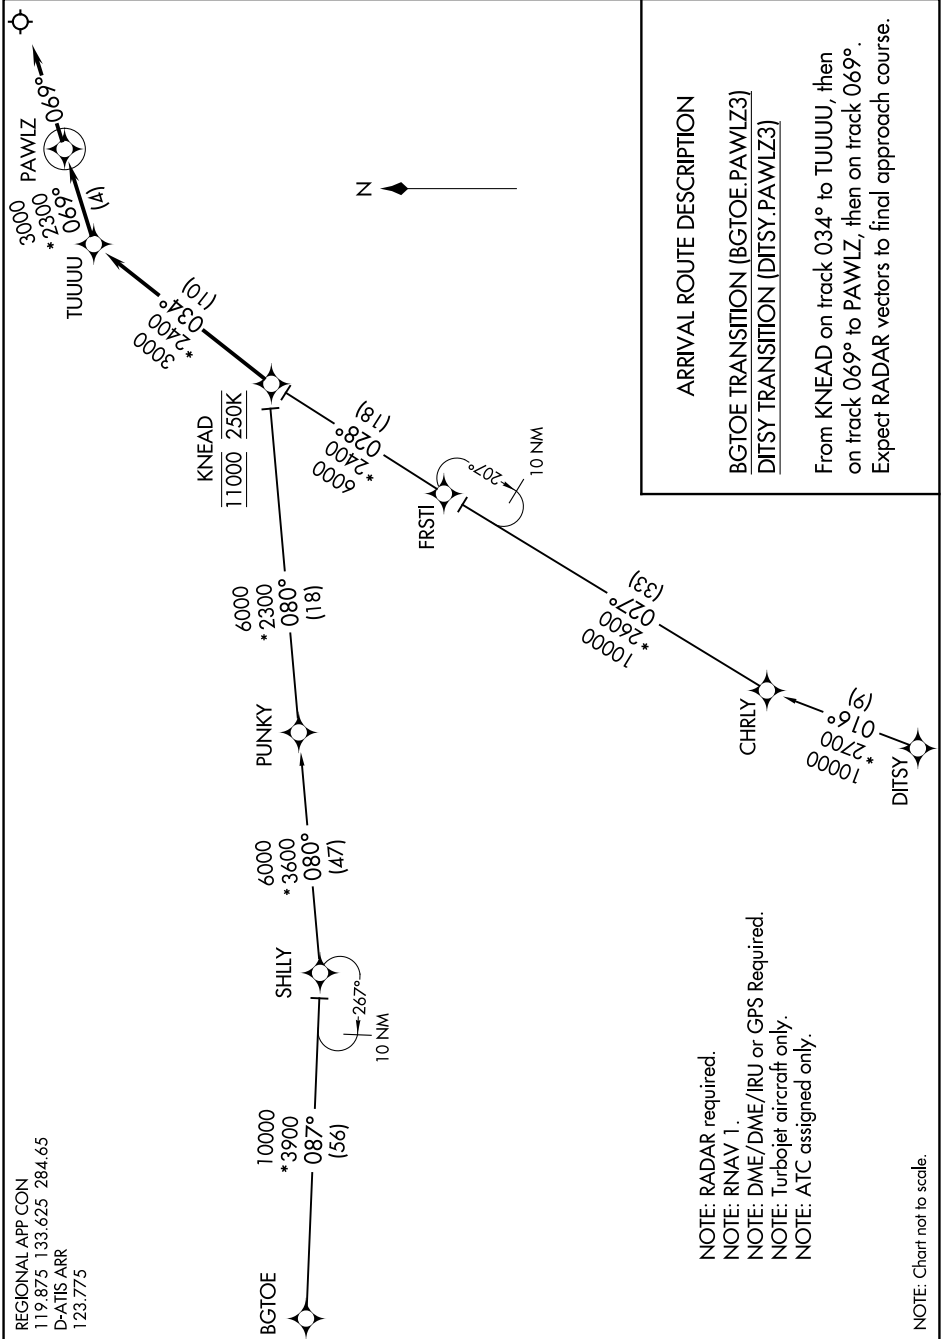 REGIONAL APP CON
119.875 133.625 284.65
D-ATIS ARR
123.775
BGTOE
10000
*3900
087°
(56)
SHLLY
267°
10 NM
6000
*3600
080°
(47)
PUNKY
6000
*2300
080°
(18)
KNEAD
11000 250K
3000
*2400
034°
(10)
TUUUU
3000
*2300
069°
(4)
PAWLZ
069°
N
6000
*2400
028°
(18)
FRSTI
207°
10 NM
10000
*2600
027°
(33)
CHRLY
10000
*2700
016°
(9)
DITSY
ARRIVAL ROUTE DESCRIPTION
BGTOE TRANSITION (BGTOE.PAWLZ3)
DITSY TRANSITION (DITSY.PAWLZ3)
From KNEAD on track 034° to TUUUU, then
on track 069° to PAWLZ, then on track 069°.
Expect RADAR vectors to final approach course.
NOTE: RADAR required.
NOTE: RNAV 1.
NOTE: DME/DME/IRU or GPS Required.
NOTE: Turbojet aircraft only.
NOTE: ATC assigned only.
NOTE: Chart not to scale.